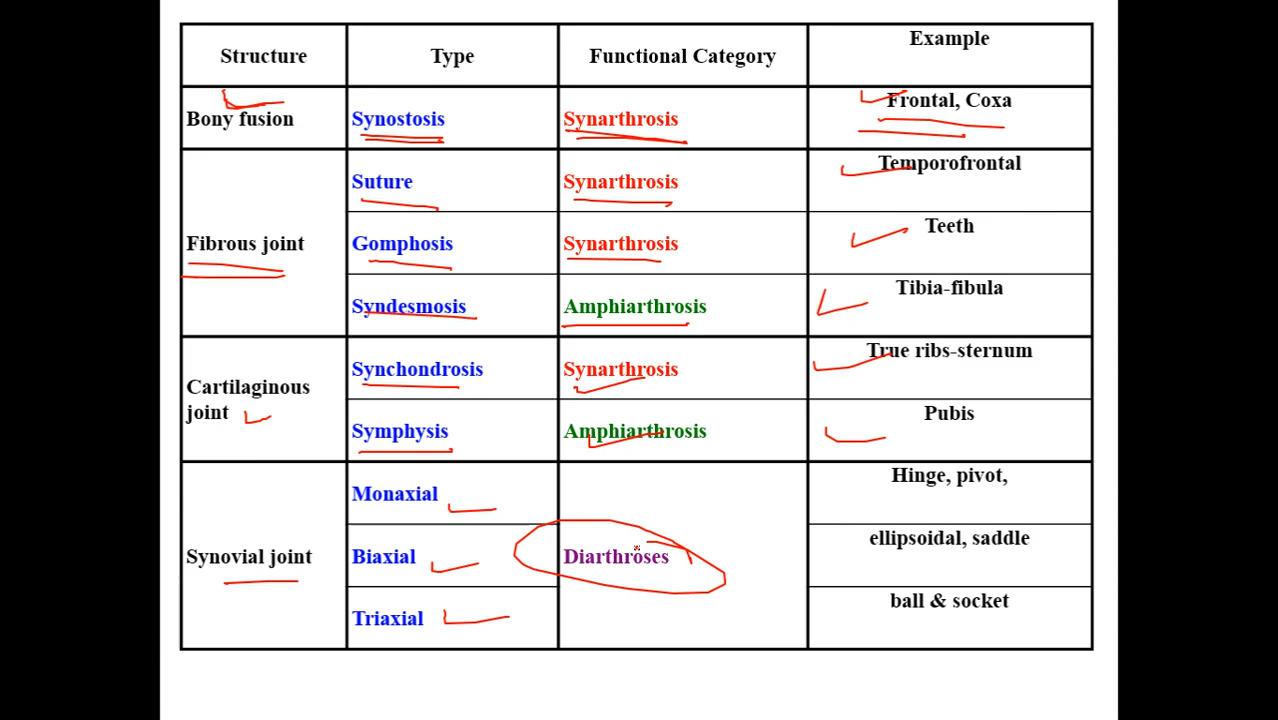 Structure
Type
Functional Category
Example
Bony fusion
Synostosis
Synarthrosis
Frontal, Coxa
Fibrous joint
Suture
Synarthrosis
Temporofrontal
Gomphosis
Synarthrosis
Teeth
Syndesmosis
Amphiarthrosis
Tibia-fibula
Cartilaginous
joint
Synchondrosis
Synarthrosis
True ribs-sternum
Symphysis
Amphiarthrosis
Pubis
Synovial joint
Monaxial
Diarthroses
Hinge, pivot,
Biaxial
ellipsoidal, saddle
Triaxial
ball & socket